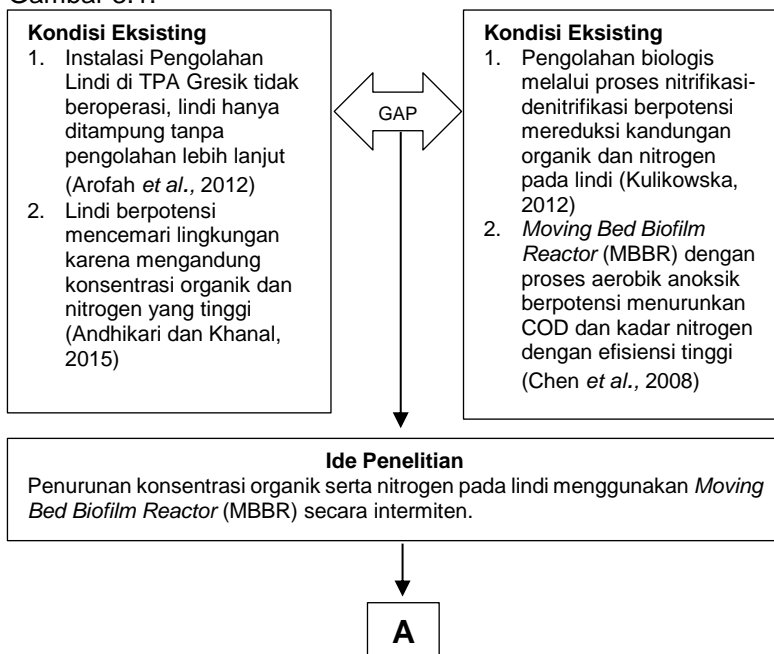 Kondisi Eksisting
1. Instalasi Pengolahan
Lindi di TPA Gresik tidak
beroperasi, lindi hanya
ditampung tanpa
pengolahan lebih lanjut
(Arofah et al., 2012)
2. Lindi berpotensi
mencemari lingkungan
karena mengandung
konsentrasi organik dan
nitrogen yang tinggi
(Andhikari dan Khanal,
2015)
GAP
Kondisi Eksisting
1. Pengolahan biologis
melalui proses nitrifikasi-
denitrifikasi berpotensi
mereduksi kandungan
organik dan nitrogen
pada lindi (Kulikowska,
2012)
2. Moving Bed Biofilm
Reactor (MBBR) dengan
proses aerobik anoksik
berpotensi menurunkan
COD dan kadar nitrogen
dengan efisiensi tinggi
(Chen et al., 2008)
Ide Penelitian
Penurunan konsentrasi organik serta nitrogen pada lindi menggunakan Moving
Bed Biofilm Reactor (MBBR) secara intermiten.
A